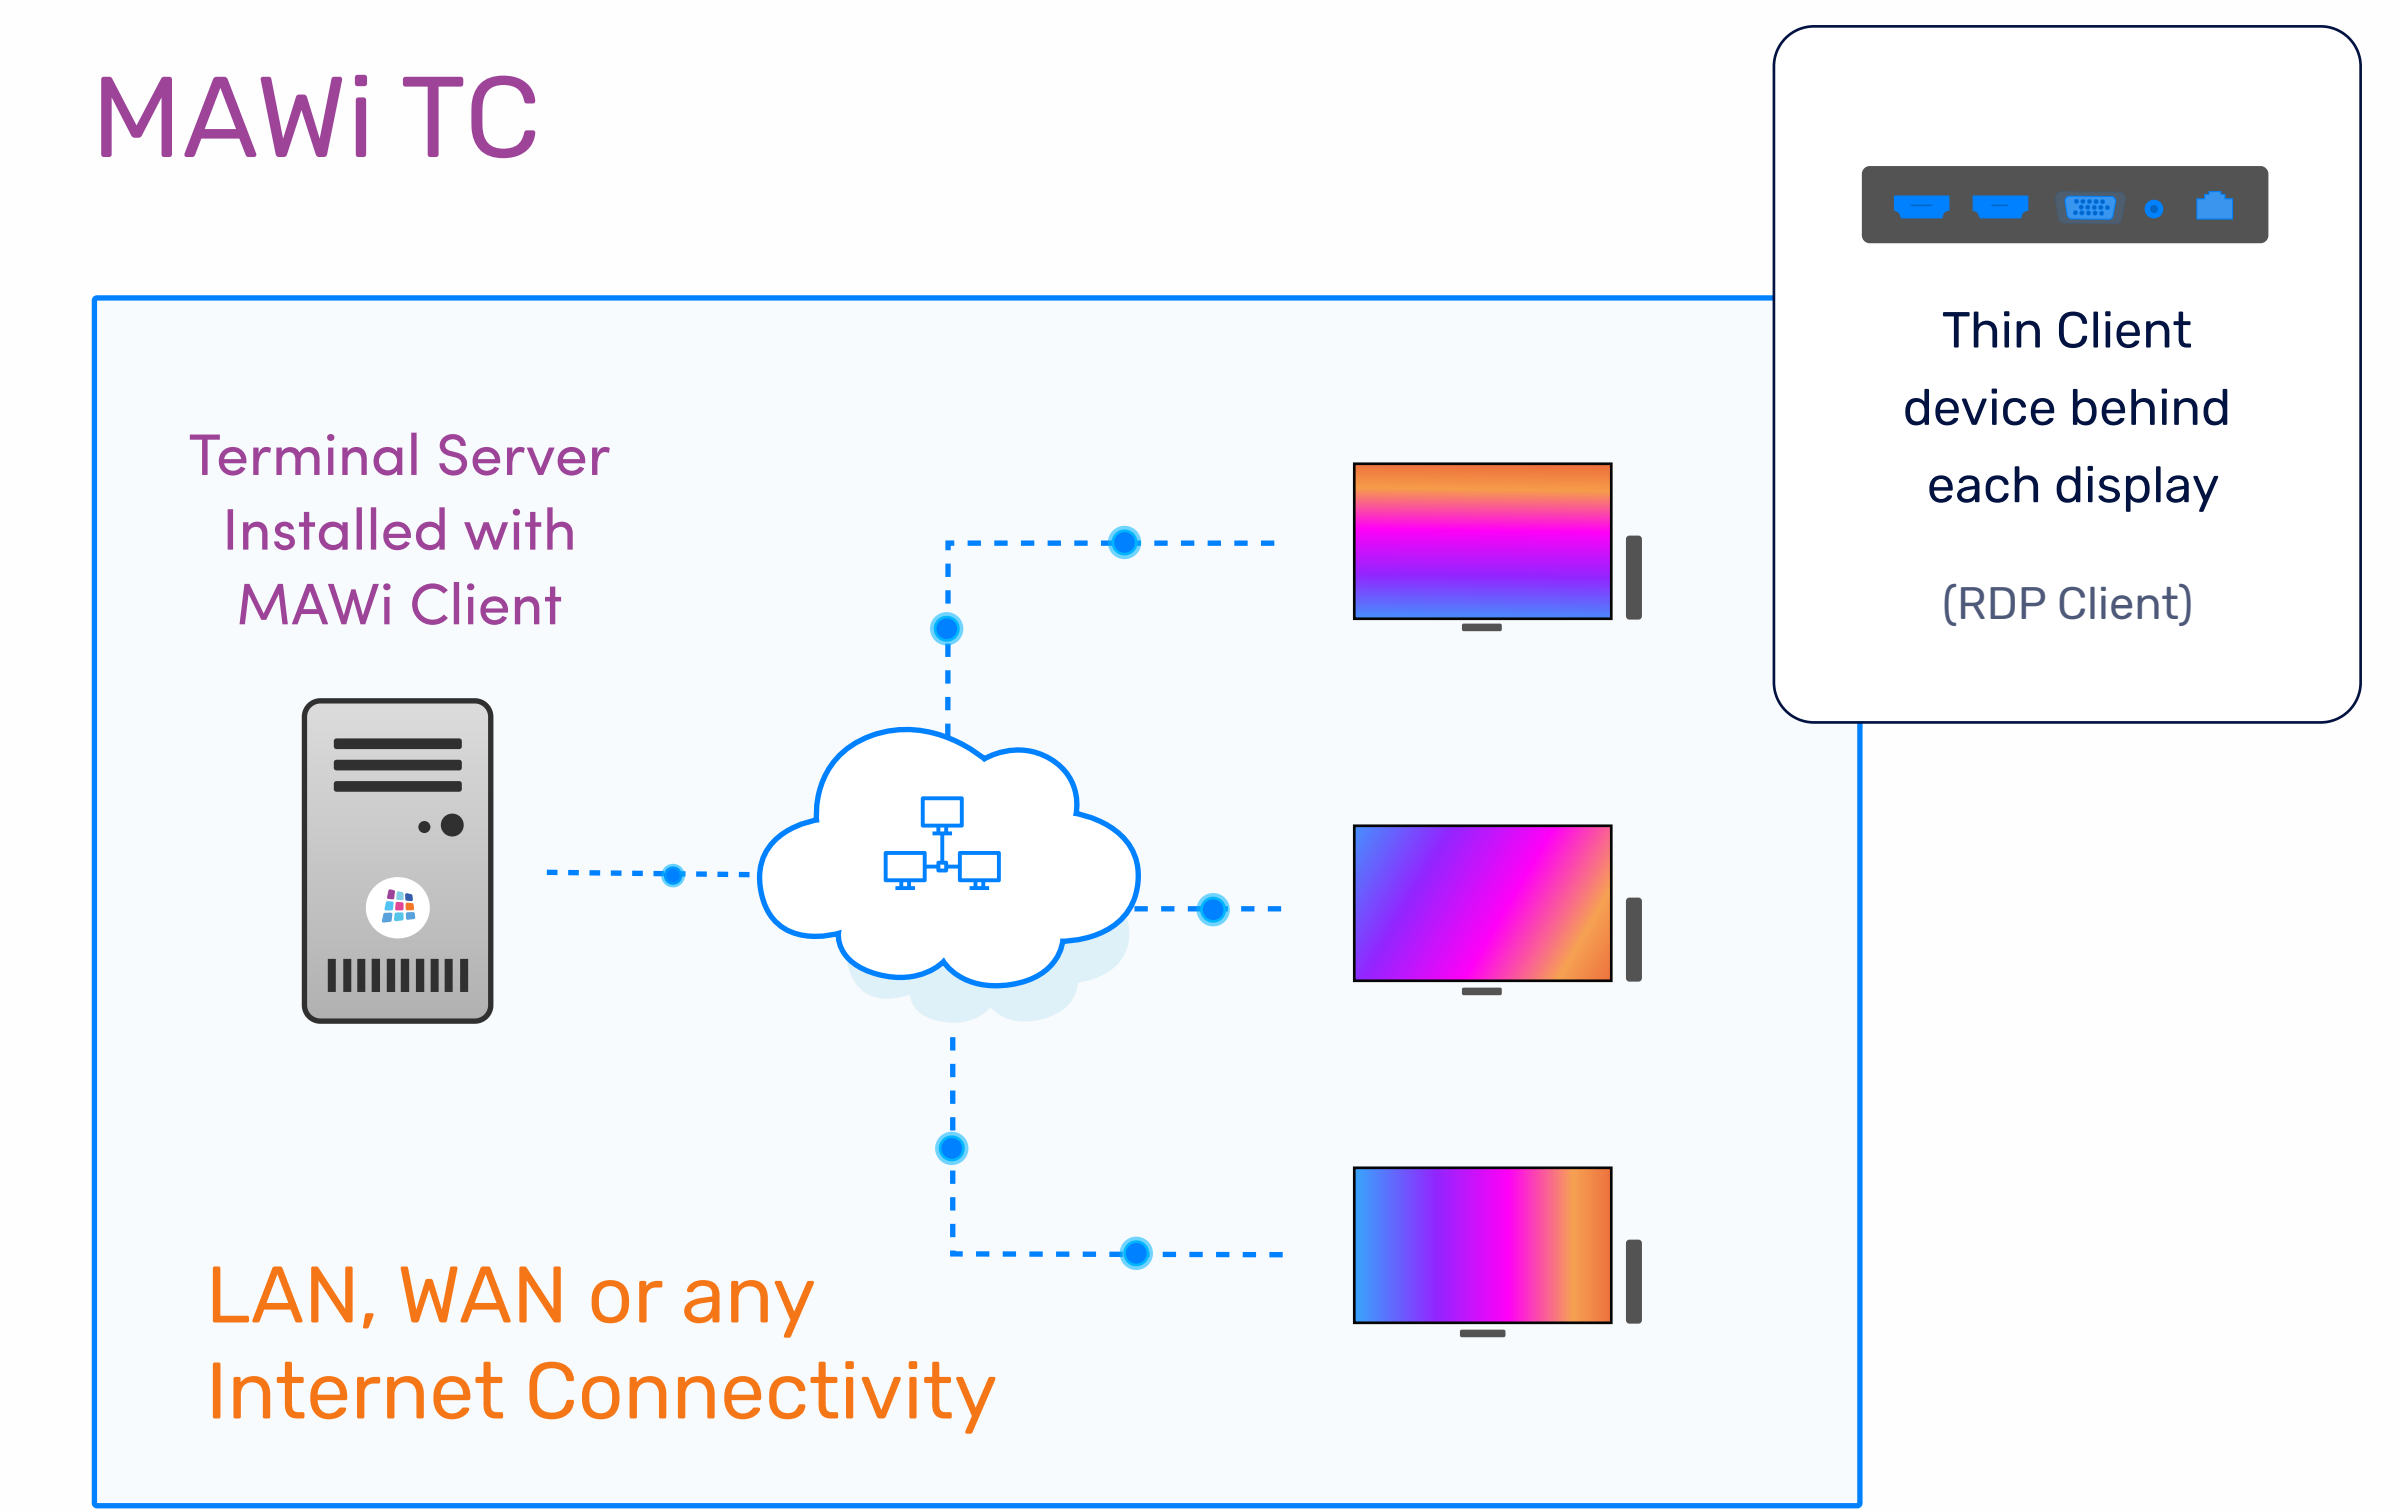 MAWi TC
Thin Client
device behind
each display
(RDP Client)
Terminal Server
Installed with
MAWi Client
LAN, WAN or any
Internet Connectivity